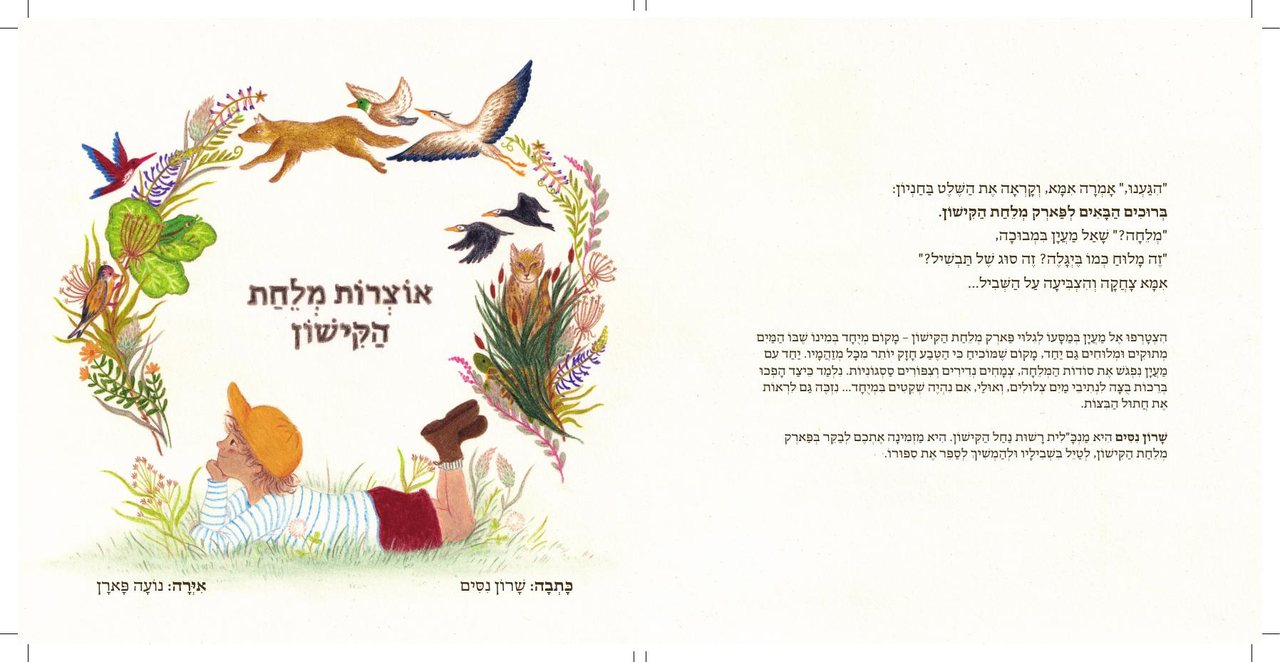 אוֹצְרוֹת מְלֵחַת
הַקִּישׁוֹן
כָּתְבָה: שָׁרוֹן נִסִּים
אִיְּרָה: נוֹעָה פָּארָן
"הִגַּעְנוּ," אָמְרָה אִמָּא, וְקָרְאָה אֶת הַשֶּׁלֶט בַּחַנְיוֹן:
בְּרוּכִים הַבָּאִים לְפַּארְק מְלֵחַת הַקִּישׁוֹן.
"מְלֵחָה?" שָׁאַל מַעְיָן בִּמְבוּכָה,
"זֶה מָלוּחַ כְּמוֹ בֵּיְגָלֶה? זֶה סוּג שֶׁל תַּבְשִׁיל?"
אִמָּא צָחֲקָה וְהִצְבִּיעָה עַל הַשְּׁבִיל...
הִצְטָרְפוּ אֶל מַעְיָן בְּמַסָּעוֹ לְגִלּוּי פַּארְק מְלֵחַת הַקִּישׁוֹן – מָקוֹם מְיֻחָד בְּמִינוֹ שֶׁבּוֹ הַמַּיִם
מְתוּקִים וּמְלוּחִים גַּם יַחַד, מָקוֹם שֶׁמּוֹכִיחַ כִּי הַטֶּבַע חָזָק יוֹתֵר מִכָּל מְזַהֲמָיו. יַחַד עִם
מַעְיָן נִפְגֹּשׁ אֶת סוֹדוֹת הַמְּלֵחָה, צְמָחִים נְדִירִים וְצִפּוֹרִים סַסְגּוֹנִיּוֹת. נִלְמַד כֵּיצַד הָפְכוּ
בְּרֵכוֹת בֻּצָּה לִנְתִיבֵי מַיִם צְלוּלִים, וְאוּלַי, אִם נִהְיֶה שְׁקֵטִים בִּמְיֻחָד... נִזְכֶּה גַּם לִרְאוֹת
אֶת חֲתוּל הַבִּצּוֹת.
שָׁרוֹן נִסִּים הִיא מַנְכָּ"לִית רָשׁוּת נַחַל הַקִּישׁוֹן. הִיא מַזְמִינָה אֶתְכֶם לְבַקֵּר בְּפַּארְק
מְלֵחַת הַקִּישׁוֹן, לְטַיֵּל בִּשְׁבִילָיו וּלְהַמְשִׁיךְ לְסַפֵּר אֶת סִפּוּרוֹ.